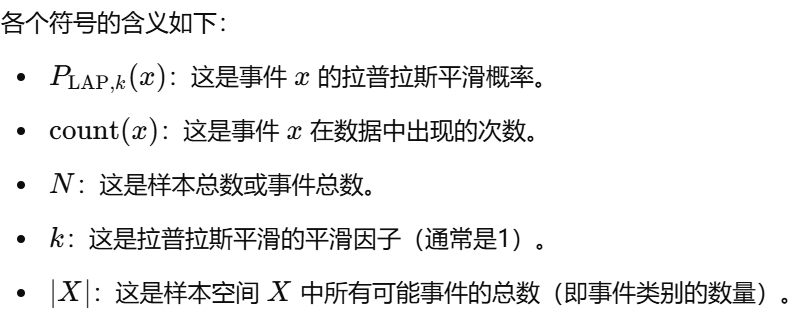 各个符号的含义如下：
• P_LAP,k(x)：这是事件 x 的拉普拉斯平滑概率。
• count(x)：这是事件 x 在数据中出现的次数。
• N：这是样本总数或事件总数。
• k：这是拉普拉斯平滑的平滑因子（通常是1）。
• |X|：这是样本空间 X 中所有可能事件的总数（即事件类别的数量）。